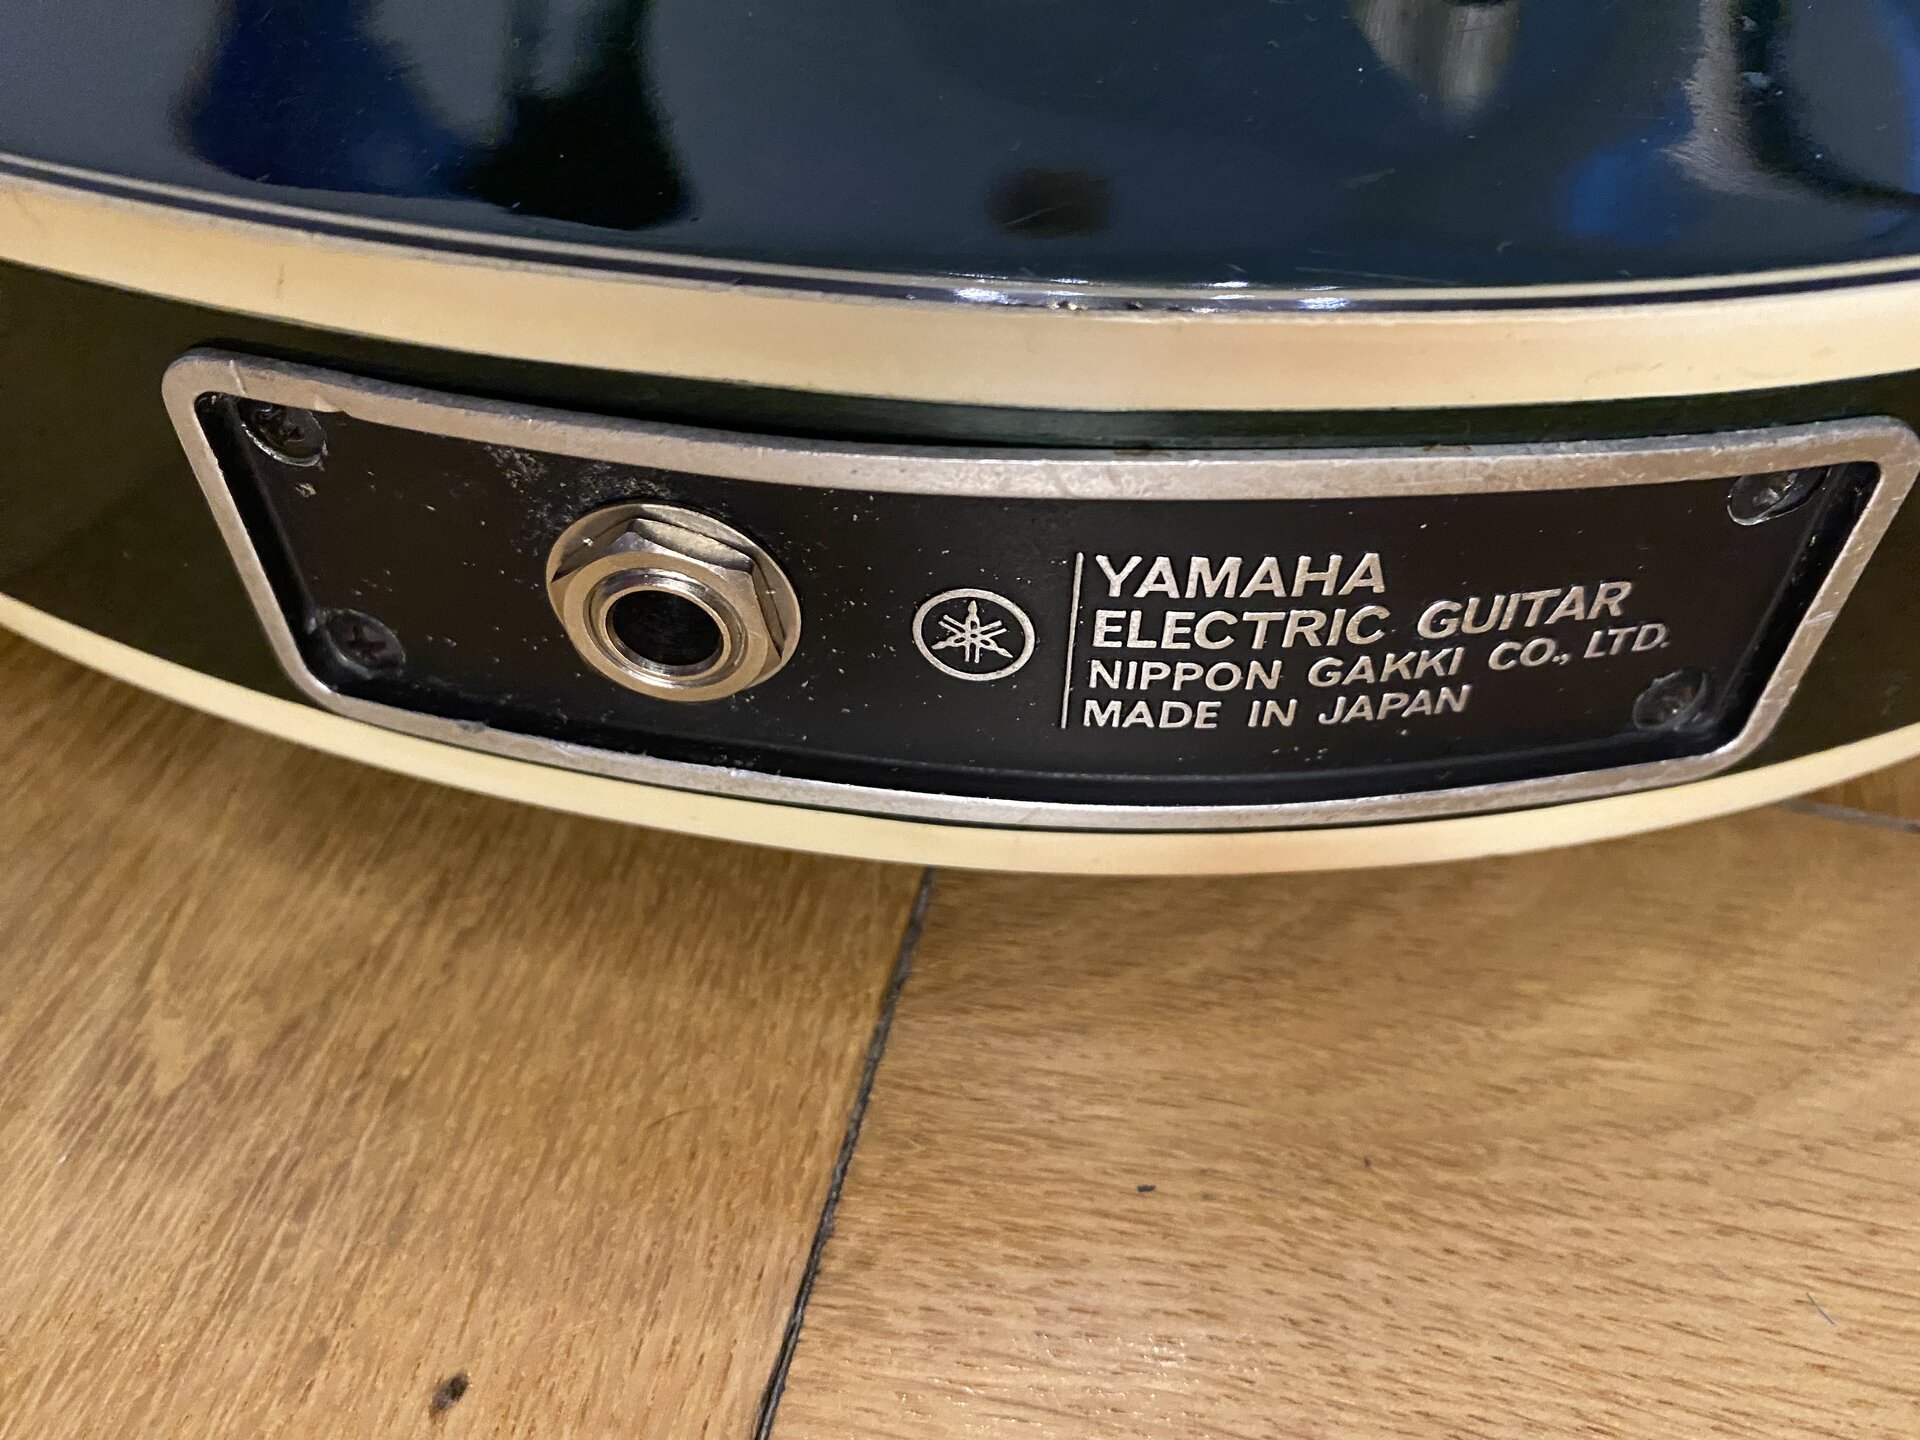 YAMAHA
ELECTRIC GUITAR
NIPPON GAKKI CO., LTD.
MADE IN JAPAN